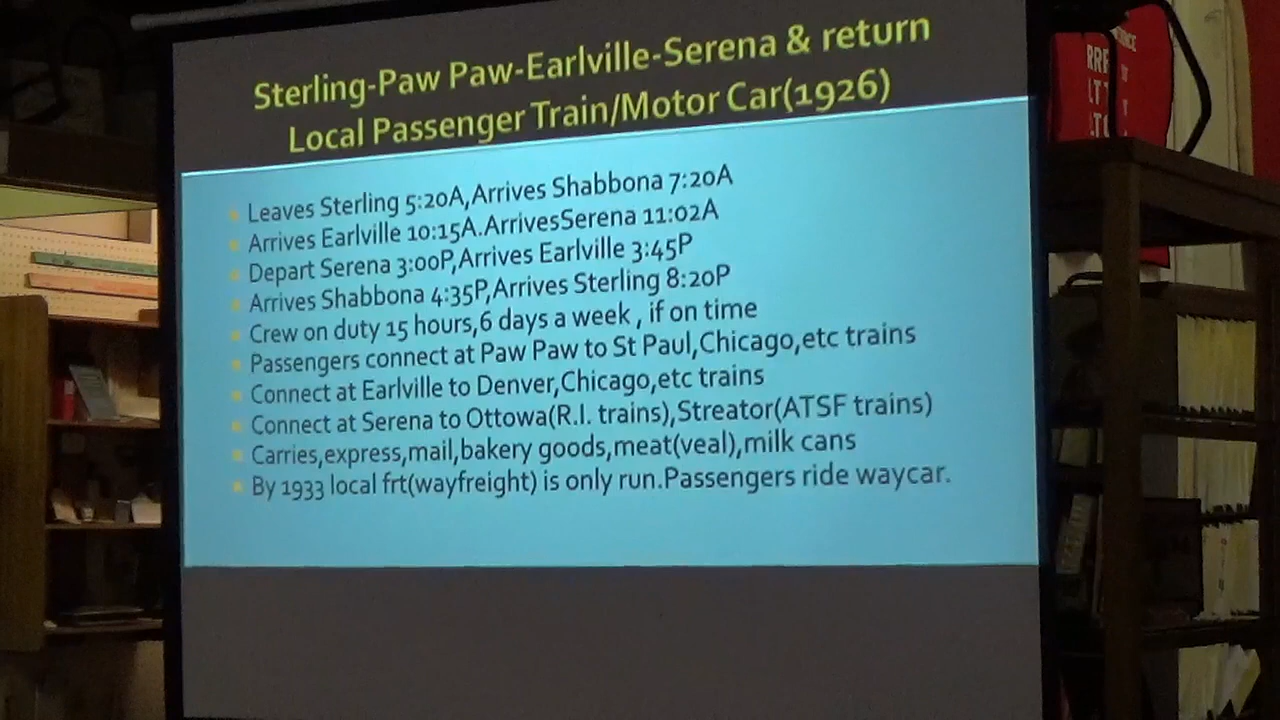 Sterling-Paw Paw-Earlville-Serena & return
Local Passenger Train/Motor Car(1926)
Leaves Sterling 5:20A,Arrives Shabbona 7:20A
Arrives Earlville 10:15A.ArrivesSerena 11:02A
Depart Serena 3:00P,Arrives Earlville 3:45P
Arrives Shabbona 4:35P,Arrives Sterling 8:20P
Crew on duty 15 hours,6 days a week , if on time
Passengers connect at Paw Paw to St Paul,Chicago,etc trains
Connect at Earlville to Denver,Chicago,etc trains
Connect at Serena to Ottowa(R.I. trains),Streator(ATSF trains)
Carries,express,mail,bakery goods,meat(veal),milk cans
By 1933 local frt(wayfreight) is only run.Passengers ride waycar.